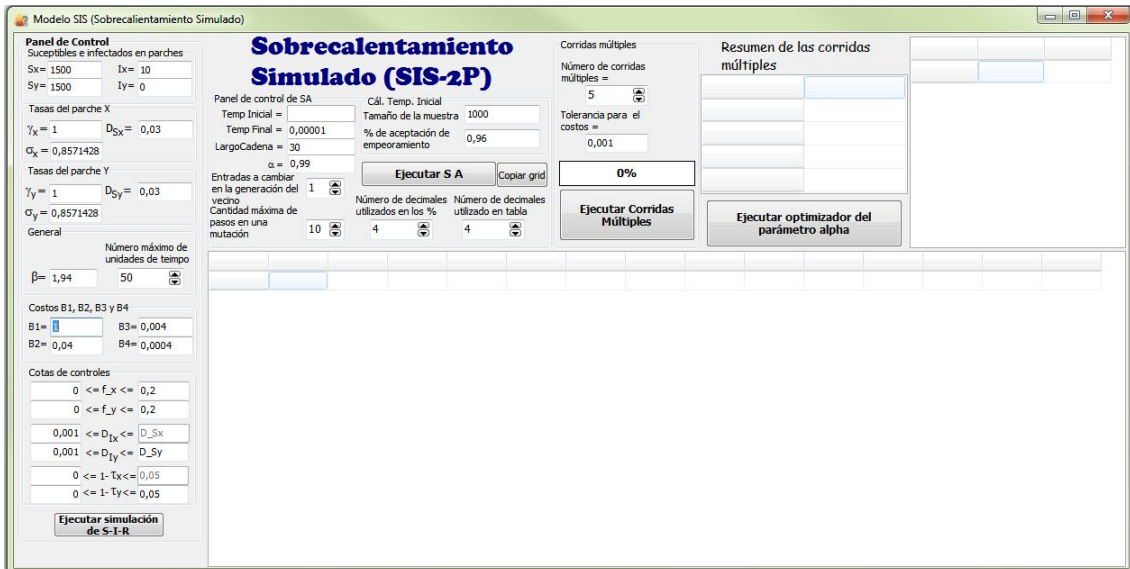 Modelo SIS (Sobrecalientamiento Simulado)
Panel de Control
Suceptibles e infectados en parches
Sx= 1500 Ix= 10
Sy= 1500 Iy= 0
Tasas del parche X
γx = 1 DSx= 0,03
σx = 0,8571428
Tasas del parche Y
γy = 1 DSy= 0,03
σy = 0,8571428
General
Número máximo de
unidades de teimpo
β= 1,94 50
Costos B1, B2, B3 y B4
B1= 1 B3= 0,004
B2= 0,04 B4= 0,0004
Cotas de controles
0 <= f_x <= 0,2
0 <= f_y <= 0,2
0,001 <= DIx <= D_Sx
0,001 <= DIy <= D_Sy
0 <= 1- τx <= 0,05
0 <= 1- τy <= 0,05
Ejecutar simulación
de S-I-R
Sobrecalentamiento
Simulado (SIS-2P)
Panel de control de SA
Temp Inicial =
Temp Final = 0,00001
LargoCadena = 30
α = 0,99
Entradas a cambiar
en la generación del 1
vecino
Cantidad máxima de
pasos en una 10
mutación
Cál. Temp. Inicial
Tamaño de la muestra 1000
% de aceptación de 0,96
empeoramiento
Ejecutar S A Copiar grid
Número de decimales
utilizados en los %
4
Número de decimales
utilizado en tabla
4
Corridas múltiples
Número de corridas
múltiples =
5
Tolerancia para el
costos =
0,001
0%
Ejecutar Corridas
Múltiples
Resumen de las corridas
múltiples
Ejecutar optimizador del
parámetro alpha